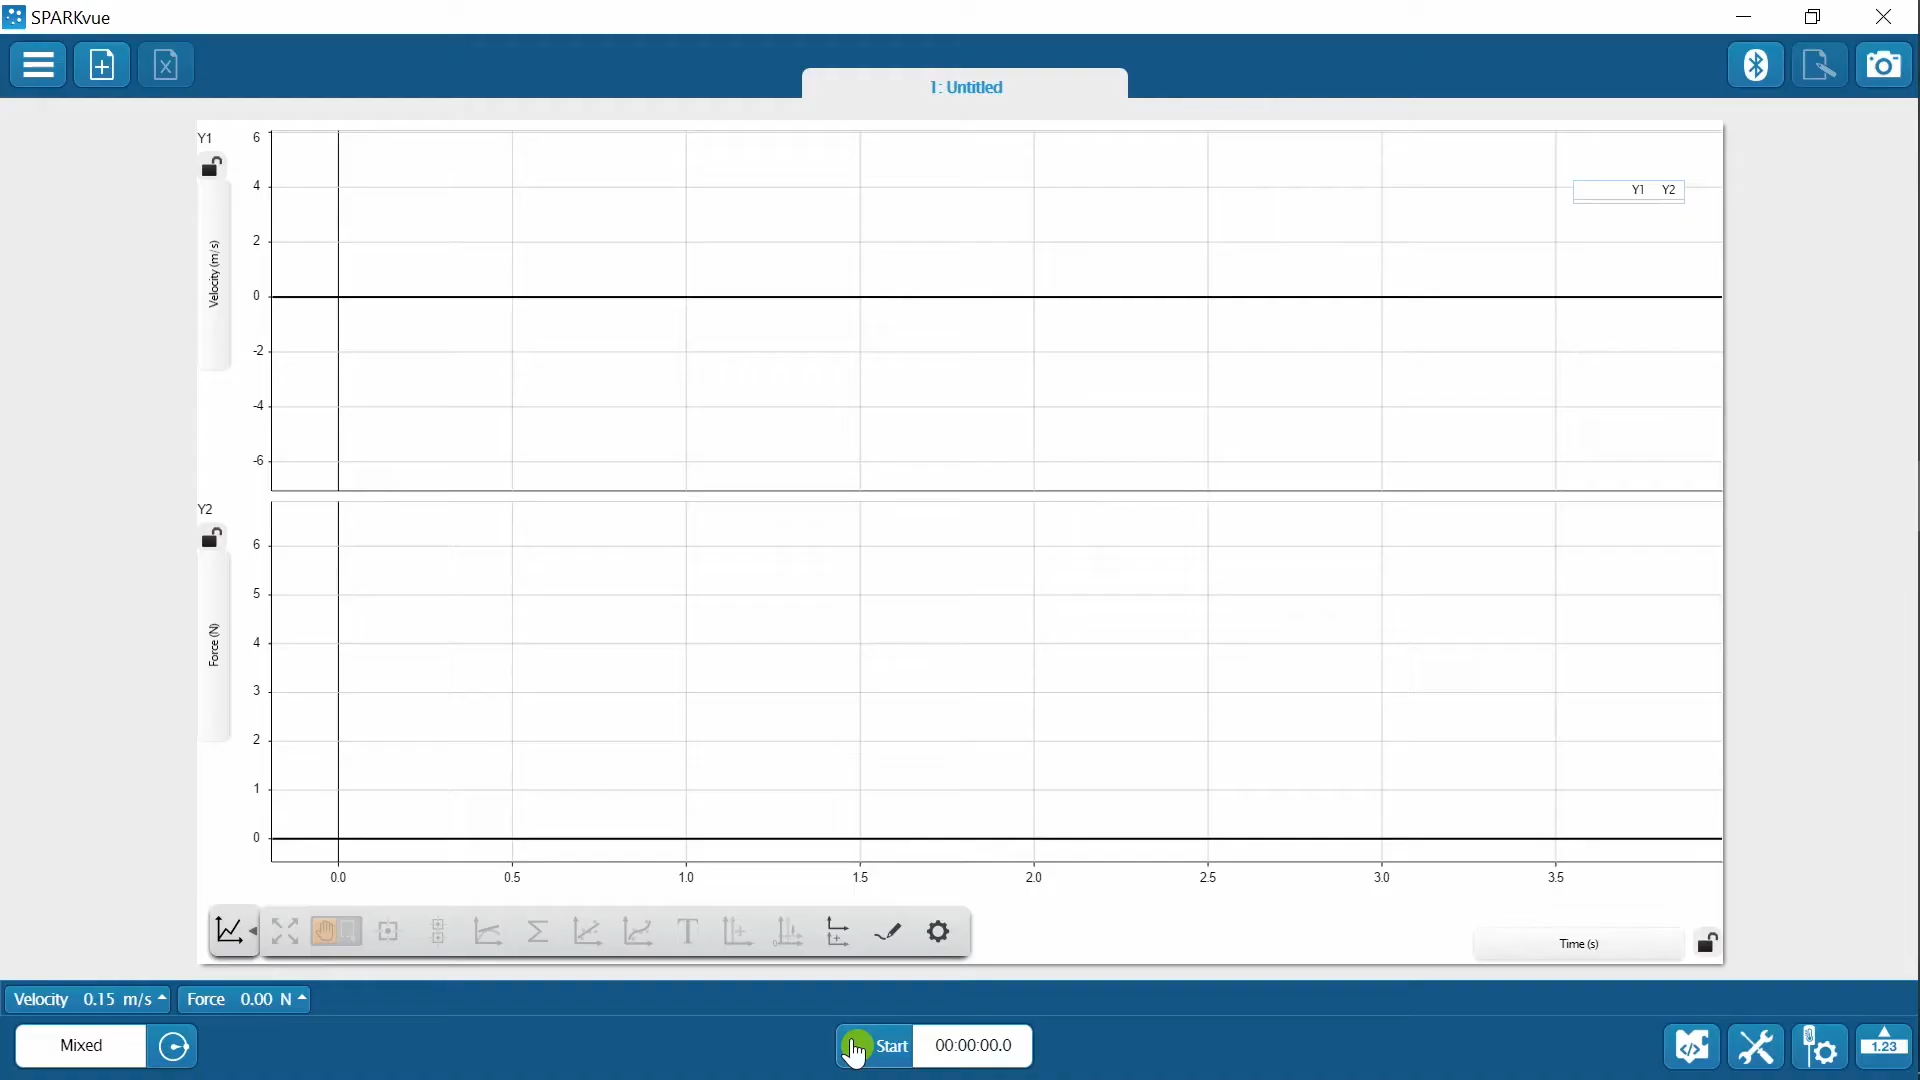 SPARKvue
1: Untitled
Y1
6
4
2
0
-2
-4
-6
Velocity (m/s)
Y1 Y2
Y2
6
5
4
3
2
1
0
Force (N)
0.0 0.5 1.0 1.5 2.0 2.5 3.0 3.5
Time (s)
Velocity 0.15 m/s Force 0.00 N
Mixed
Start 00:00:00.0
1.23